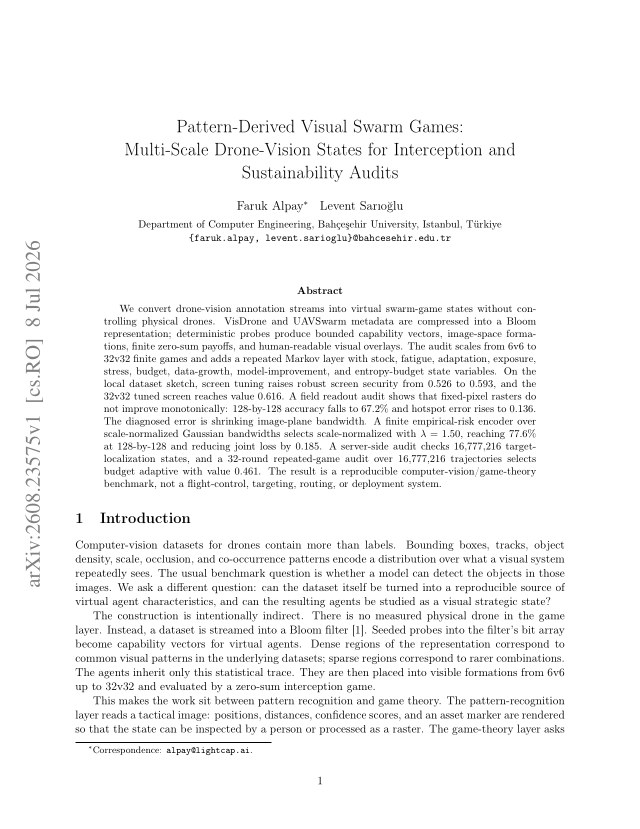 Pattern-Derived Visual Swarm Games:
Multi-Scale Drone-Vision States for Interception and
Sustainability Audits
Faruk Alpay* Levent Sarıoğlu
Department of Computer Engineering, Bahçeşehir University, Istanbul, Türkiye
{faruk.alpay, levent.sarioglu}@bahcesehir.edu.tr
arXiv:2608.23575v1 [cs.RO] 8 Jul 2026
Abstract
We convert drone-vision annotation streams into virtual swarm-game states without con-
trolling physical drones. VisDrone and UAVSwarm metadata are compressed into a Bloom
representation; deterministic probes produce bounded capability vectors, image-space forma-
tions, finite zero-sum payoffs, and human-readable visual overlays. The audit scales from 6v6 to
32v32 finite games and adds a repeated Markov layer with stock, fatigue, adaptation, exposure,
stress, budget, data-growth, model-improvement, and entropy-budget state variables. On the
local dataset sketch, screen tuning raises robust screen security from 0.526 to 0.593, and the
32v32 tuned screen reaches value 0.616. A field readout audit shows that fixed-pixel rasters do
not improve monotonically: 128-by-128 accuracy falls to 67.2% and hotspot error rises to 0.136.
The diagnosed error is shrinking image-plane bandwidth. A finite empirical encoder over
scale-normalized Gaussian bandwidths selects scale-normalized with λ = 1.50, reaching 77.6%
at 128-by-128 and reducing joint loss by 0.185. A server-side audit checks 16,777,216 target-
localization states, and a 32-round repeated-game audit over 16,777,216 trajectories selects
budget adaptive with value 0.461. The result is a reproducible computer-vision/game-theory
benchmark, not a flight-control, targeting, routing, or deployment system.
1 Introduction
Computer-vision datasets for drones contain more than labels. Bounding boxes, tracks, object
density, scale, occlusion, and co-occurrence patterns encode a distribution over what a visual system
repeatedly sees. The usual benchmark question is whether a model can detect the objects in those
images. We ask a different question: can the dataset itself be turned into a reproducible source of
virtual agent characteristics, and can the resulting agents be studied as a visual strategic state?
The construction is intentionally indirect. There is no measured physical drone in the game
layer. Instead, a dataset is streamed into a Bloom filter [1]. Seeded probes into the filter's bit array
become capability vectors for virtual agents. Dense regions of the representation correspond to
common visual patterns in the underlying datasets; sparse regions correspond to rarer combinations.
The agents inherit only this statistical trace. They are then placed into visible formations from 6v6
up to 32v32 and evaluated by a zero-sum interception game.
This makes the work sit between pattern recognition and game theory. The pattern-recognition
layer reads a tactical image: positions, distances, confidence scores, and an asset marker are rendered
so that the state can be inspected by a person or processed as a raster. The game-theory layer asks
*Correspondence: alpay@lightcap.ai.
1